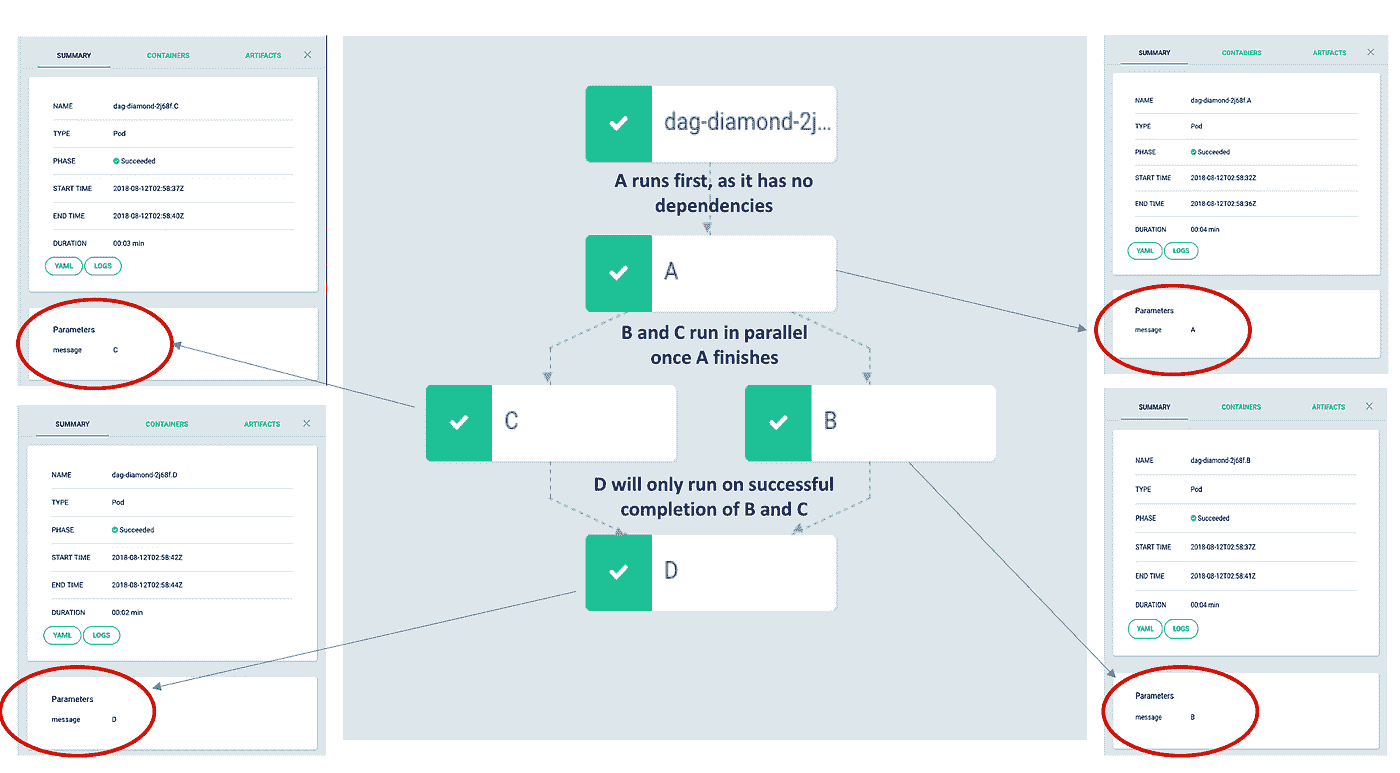 SUMMARY CONTAINERS ARTIFACTS
NAME dag-diamond-2j68f.C
TYPE Pod
PHASE Succeeded
START TIME 2018-08-12T02:58:37Z
END TIME 2018-08-12T02:58:40Z
DURATION 00:03 min
YAML LOGS
Parameters
message C
SUMMARY CONTAINERS ARTIFACTS
NAME dag-diamond-2j68f.D
TYPE Pod
PHASE Succeeded
START TIME 2018-08-12T02:58:42Z
END TIME 2018-08-12T02:58:44Z
DURATION 00:02 min
YAML LOGS
Parameters
message D
dag-diamond-2j...
A runs first, as it has no
dependencies
A
B and C run in parallel
once A finishes
C
B
D will only run on successful
completion of B and C
D
SUMMARY CONTAINERS ARTIFACTS
NAME dag-diamond-2j68f.A
TYPE Pod
PHASE Succeeded
START TIME 2018-08-12T02:58:32Z
END TIME 2018-08-12T02:58:36Z
DURATION 00:04 min
YAML LOGS
Parameters
message A
SUMMARY CONTAINERS ARTIFACTS
NAME dag-diamond-2j68f.B
TYPE Pod
PHASE Succeeded
START TIME 2018-08-12T02:58:37Z
END TIME 2018-08-12T02:58:41Z
DURATION 00:04 min
YAML LOGS
Parameters
message B